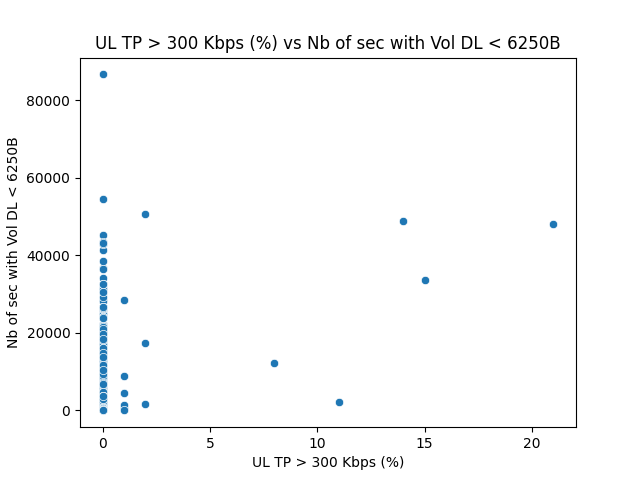 UL TP > 300 Kbps (%) vs Nb of sec with Vol DL < 6250B
Nb of sec with Vol DL < 6250B
80000
60000
40000
20000
0
0 5 10 15 20
UL TP > 300 Kbps (%)